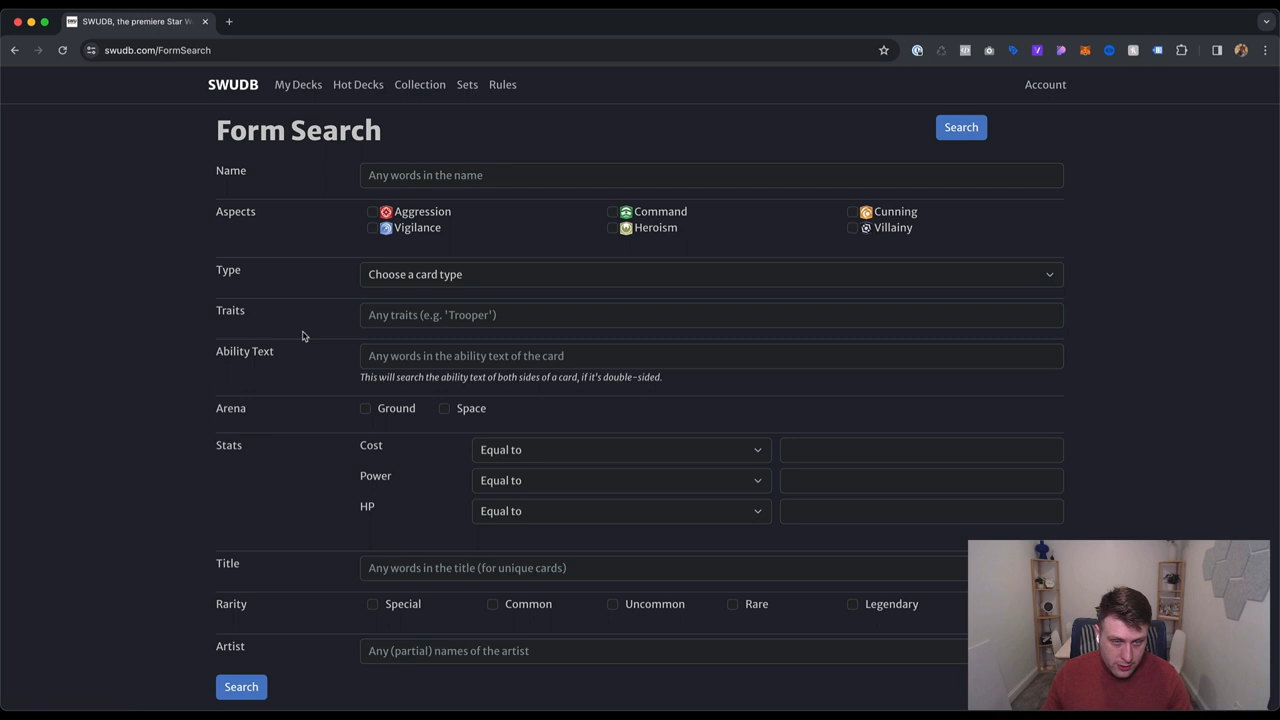 SWUDB, the premiere Star W
swudb.com/FormSearch
SWUDB My Decks Hot Decks Collection Sets Rules Account
Form Search
Search
Name
Any words in the name
Aspects
Aggression Command Cunning
Vigilance Heroism Villainy
Type
Choose a card type
Traits
Any traits (e.g. 'Trooper')
Ability Text
Any words in the ability text of the card
This will search the ability text of both sides of a card, if it's double-sided.
Arena
Ground Space
Stats
Cost Equal to
Power Equal to
HP Equal to
Title
Any words in the title (for unique cards)
Rarity
Special Common Uncommon Rare Legendary
Artist
Any (partial) names of the artist
Search